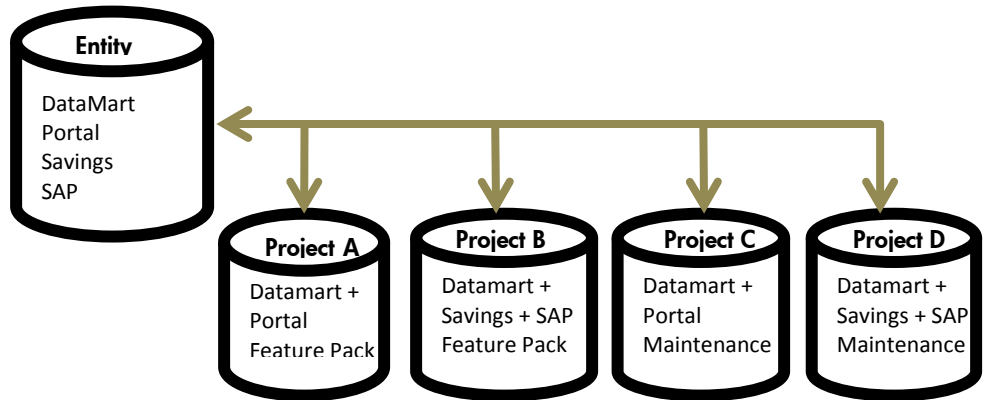 Entity
DataMart
Portal
Savings
SAP
Project A
Datamart +
Portal
Feature Pack
Project B
Datamart +
Savings + SAP
Feature Pack
Project C
Datamart +
Portal
Maintenance
Project D
Datamart +
Savings + SAP
Maintenance